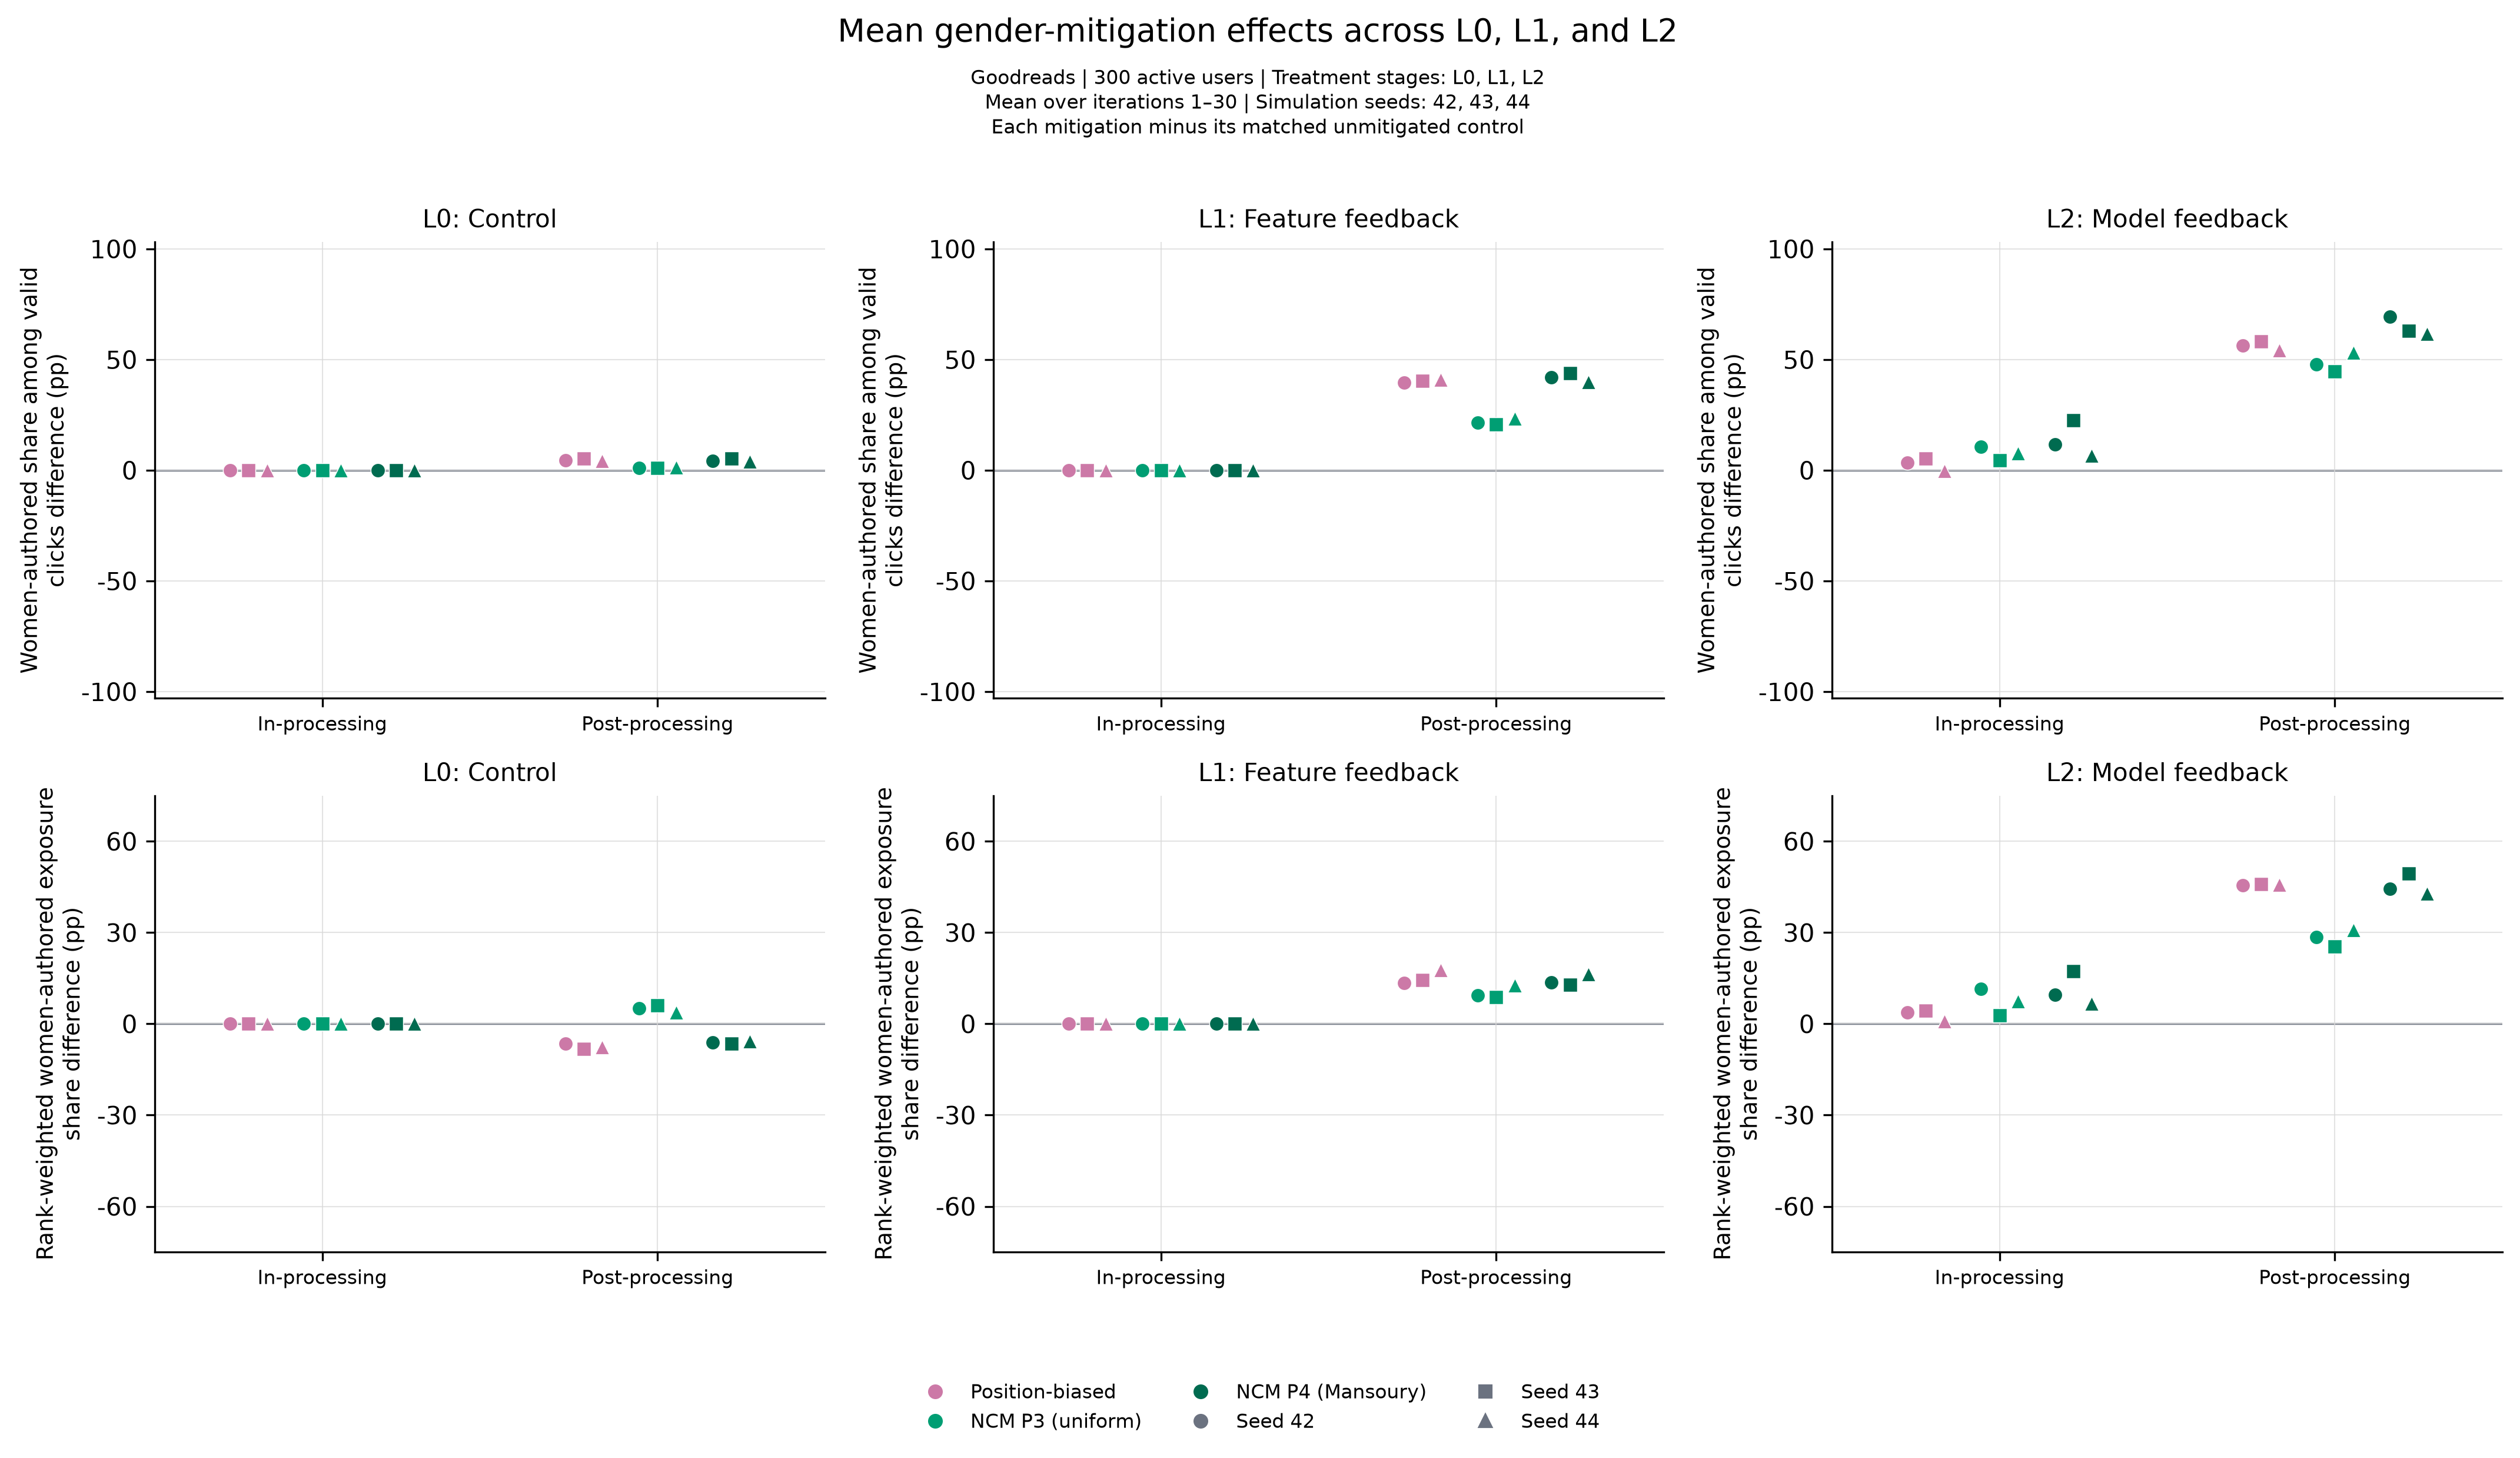 Mean gender-mitigation effects across L0, L1, and L2
Goodreads | 300 active users | Treatment stages: L0, L1, L2
Mean over iterations 1–30 | Simulation seeds: 42, 43, 44
Each mitigation minus its matched unmitigated control
L0: Control
Women-authored share among valid
clicks difference (pp)
100
50
0
-50
-100
In-processing
Post-processing
L1: Feature feedback
Women-authored share among valid
clicks difference (pp)
100
50
0
-50
-100
In-processing
Post-processing
L2: Model feedback
Women-authored share among valid
clicks difference (pp)
100
50
0
-50
-100
In-processing
Post-processing
L0: Control
Rank-weighted women-authored exposure
share difference (pp)
60
30
0
-30
-60
In-processing
Post-processing
L1: Feature feedback
Rank-weighted women-authored exposure
share difference (pp)
60
30
0
-30
-60
In-processing
Post-processing
L2: Model feedback
Rank-weighted women-authored exposure
share difference (pp)
60
30
0
-30
-60
In-processing
Post-processing
Position-biased
NCM P3 (uniform)
NCM P4 (Mansoury)
Seed 42
Seed 43
Seed 44